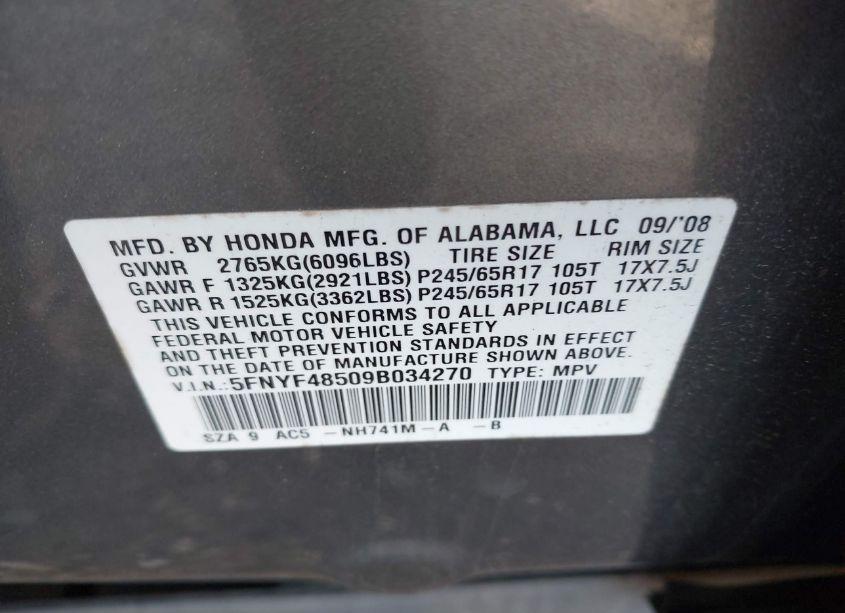 MFD. BY HONDA MFG. OF ALABAMA, LLC 09/'08
GVWR 2765KG(6096LBS) TIRE SIZE RIM SIZE
GAWR F 1325KG(2921LBS) P245/65R17 105T 17X7.5J
GAWR R 1525KG(3362LBS) P245/65R17 105T 17X7.5J
THIS VEHICLE CONFORMS TO ALL APPLICABLE
FEDERAL MOTOR VEHICLE SAFETY
AND THEFT PREVENTION STANDARDS IN EFFECT
ON THE DATE OF MANUFACTURE SHOWN ABOVE.
V.I.N.:5FNYF48509B034270 TYPE: MPV
SZA 9 AC5 -NH741M-A -B